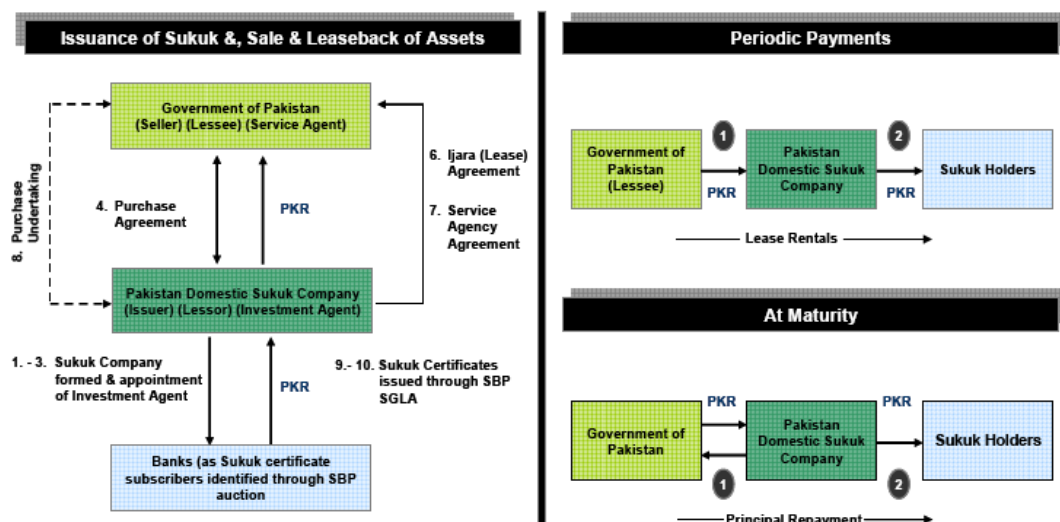 Issuance of Sukuk &, Sale & Leaseback of Assets
Government of Pakistan
(Seller) (Lessee) (Service Agent)
8. Purchase
Undertaking
4. Purchase
Agreement
PKR
6. Ijara (Lease)
Agreement
7. Service
Agency
Agreement
Pakistan Domestic Sukuk Company
(Issuer) (Lessor) (Investment Agent)
1. - 3. Sukuk Company
formed & appointment
of Investment Agent
PKR
9.- 10. Sukuk Certificates
issued through SBP
SGLA
Banks (as Sukuk certificate
subscribers identified through SBP
auction
Periodic Payments
Government of
Pakistan
(Lessee)
1
PKR
Pakistan
Domestic Sukuk
Company
2
PKR
Sukuk Holders
Lease Rentals
At Maturity
Government of
Pakistan
PKR
1
Pakistan
Domestic Sukuk
Company
PKR
2
Sukuk Holders
Principal Repayment